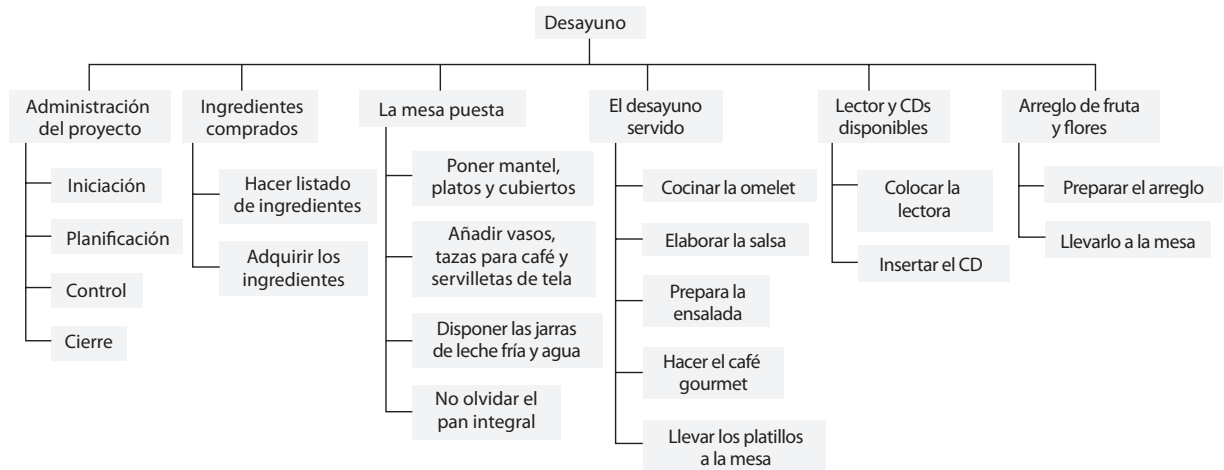 Desayuno
Administración
del proyecto
Iniciación
Planificación
Control
Cierre
Ingredientes
comprados
Hacer listado
de ingredientes
Adquirir los
ingredientes
La mesa puesta
Poner mantel,
platos y cubiertos
Añadir vasos,
tazas para café y
servilletas de tela
Disponer las jarras
de leche fría y agua
No olvidar el
pan integral
El desayuno
servido
Cocinar la omelet
Elaborar la salsa
Prepara la
ensalada
Hacer el café
gourmet
Llevar los platillos
a la mesa
Lector y CDs
disponibles
Colocar la
lectora
Insertar el CD
Arreglo de fruta
y flores
Preparar el arreglo
Llevarlo a la mesa